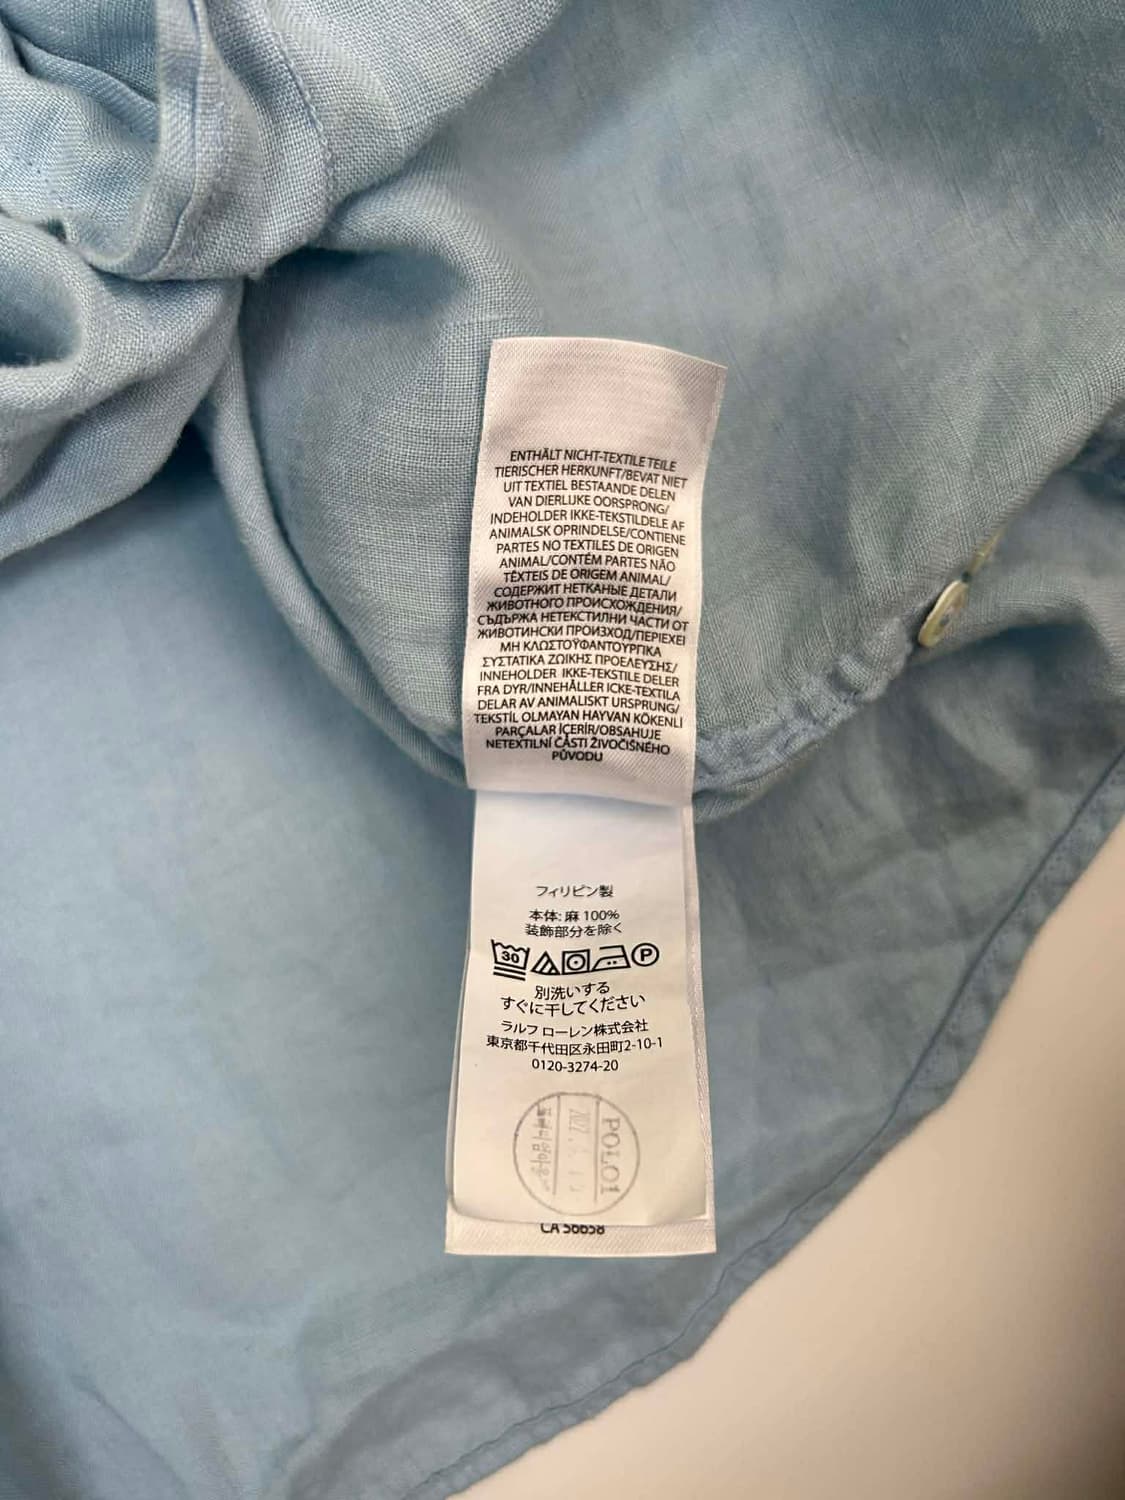 ENTHÄLT NICHT-TEXTILE TEILE
TIERISCHER HERKUNFT/BEVAT NIET
UIT TEXTIEL BESTAANDE DELEN
VAN DIERLIJKE OORSPRONG/
INDEHOLDER IKKE-TEKSTILDELE AF
ANIMALSK OPRINDELSE/CONTIENE
PARTES NO TEXTILES DE ORIGEN
ANIMAL/CONTÉM PARTES NÃO
TÊXTEIS DE ORIGEM ANIMAL/
СОДЕРЖИТ НЕТКАНЫЕ ДЕТАЛИ
ЖИВОТНОГО ПРОИСХОЖДЕНИЯ/
СЪДЪРЖА НЕТЕКСТИЛНИ ЧАСТИ ОТ
ЖИВОТИНСКИ ПРОИЗХОД/ΠΕΡΙΕΧΕΙ
ΜΗ ΚΛΩΣΤΟΫΦΑΝΤΟΥΡΓΙΚΑ
ΣΥΣΤΑΤΙΚΑ ΖΩΙΚΗΣ ΠΡΟΕΛΕΥΣΗΣ/
INNEHOLDER IKKE-TEKSTILE DELER
FRA DYR/INNEHÅLLER ICKE-TEXTILA
DELAR AV ANIMALISKT URSPRUNG/
TEKSTİL OLMAYAN HAYVAN KÖKENLİ
PARÇALAR İÇERİR/OBSAHUJE
NETEXTILNÍ ČÁSTI ŽIVOČIŠNÉHO
PŮVODU
フィリピン製
本体: 麻 100%
装飾部分を除く
30 P
別洗いする
すぐに干してください
ラルフ ローレン株式会社
東京都千代田区永田町2-10-1
0120-3274-20
POLO1
CA 56658